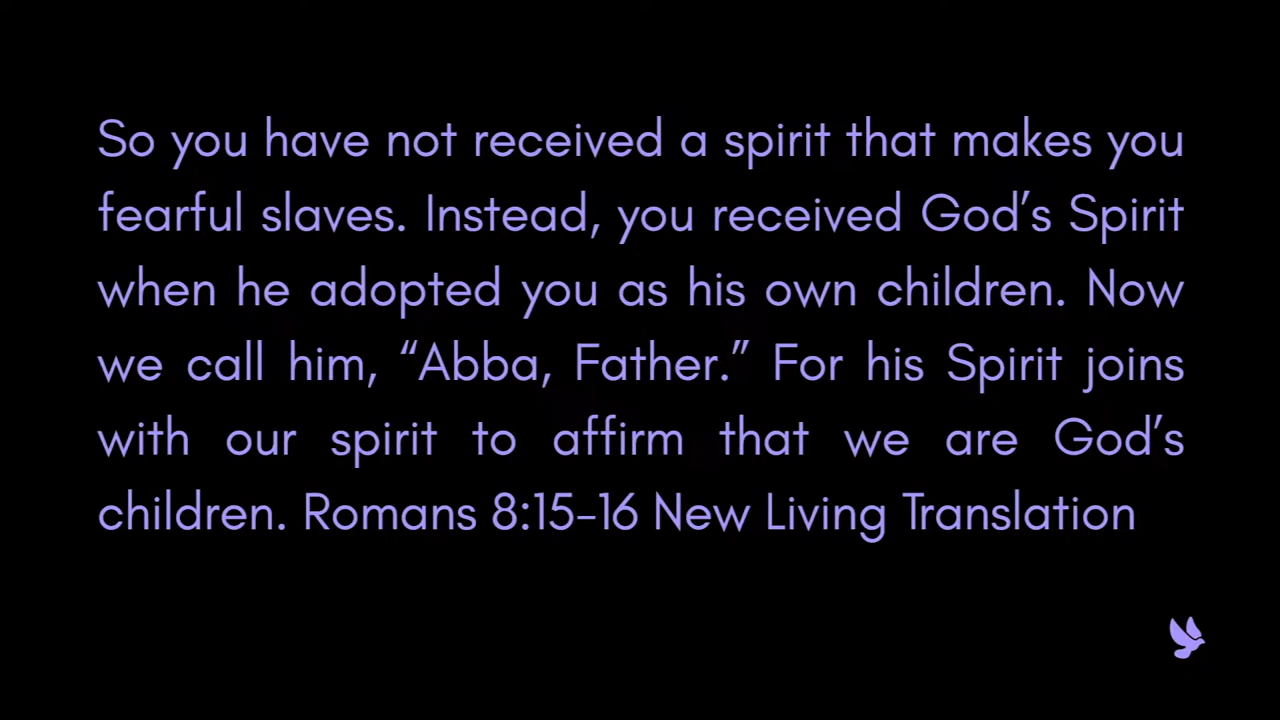 So you have not received a spirit that makes you
fearful slaves. Instead, you received God’s Spirit
when he adopted you as his own children. Now
we call him, “Abba, Father.” For his Spirit joins
with our spirit to affirm that we are God’s
children. Romans 8:15–16 New Living Translation